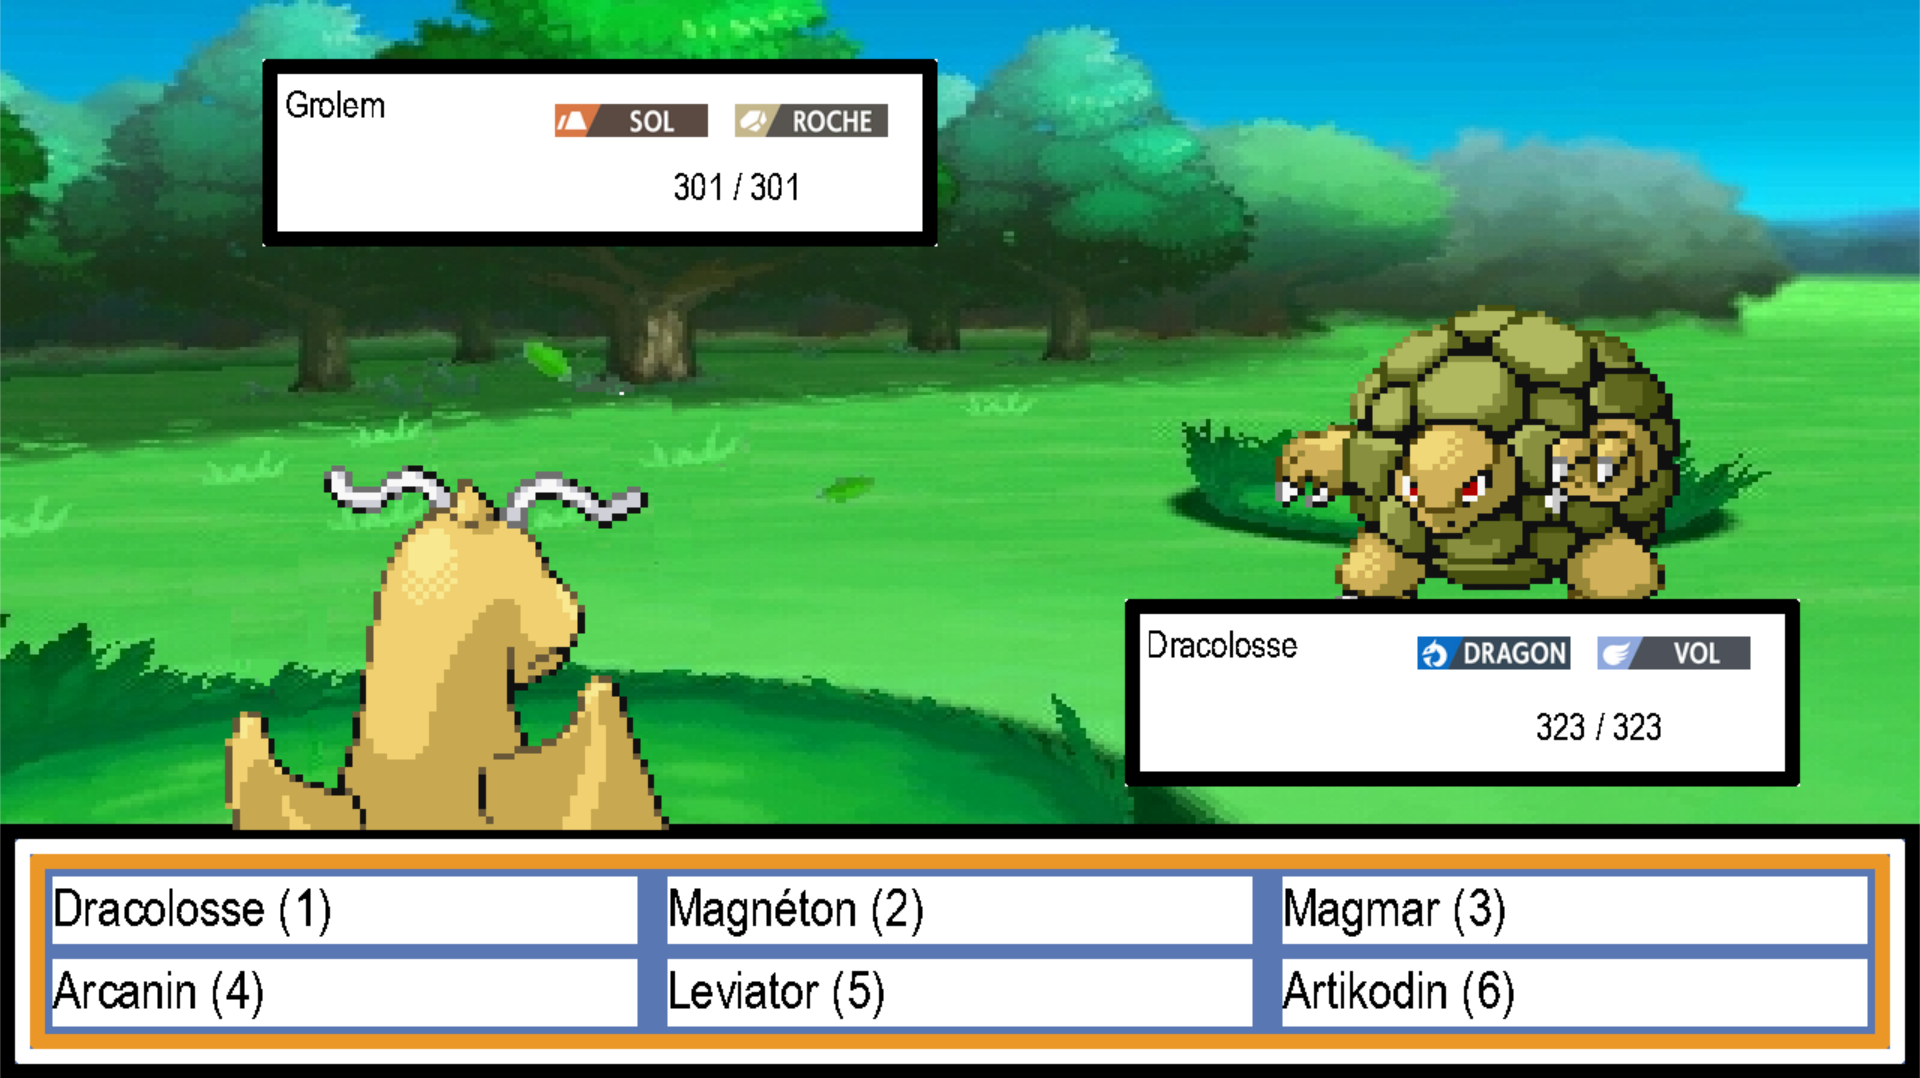 Grolem
SOL ROCHE
301 / 301
Dracolosse
DRAGON VOL
323 / 323
Dracolosse (1) Magnéton (2) Magmar (3)
Arcanin (4) Leviator (5) Artikodin (6)